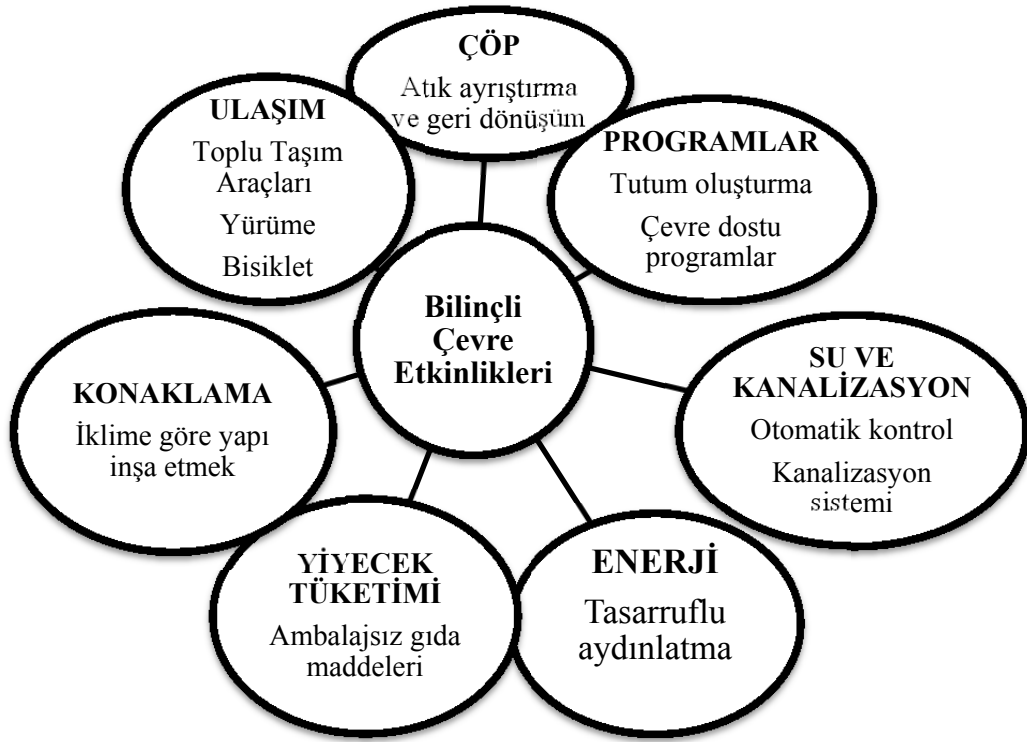 ÇÖP
Atık ayrıştırma
ve geri dönüşüm
PROGRAMLAR
Tutum oluşturma
Çevre dostu
programlar
SU VE
KANALİZASYON
Otomatik kontrol
Kanalizasyon
sistemi
ENERJİ
Tasarruflu
aydınlatma
YİYECEK
TÜKETİMİ
Ambalajsız gıda
maddeleri
KONAKLAMA
İklime göre yapı
inşa etmek
ULAŞIM
Toplu Taşım
Araçları
Yürüme
Bisiklet
Bilinçli
Çevre
Etkinlikleri